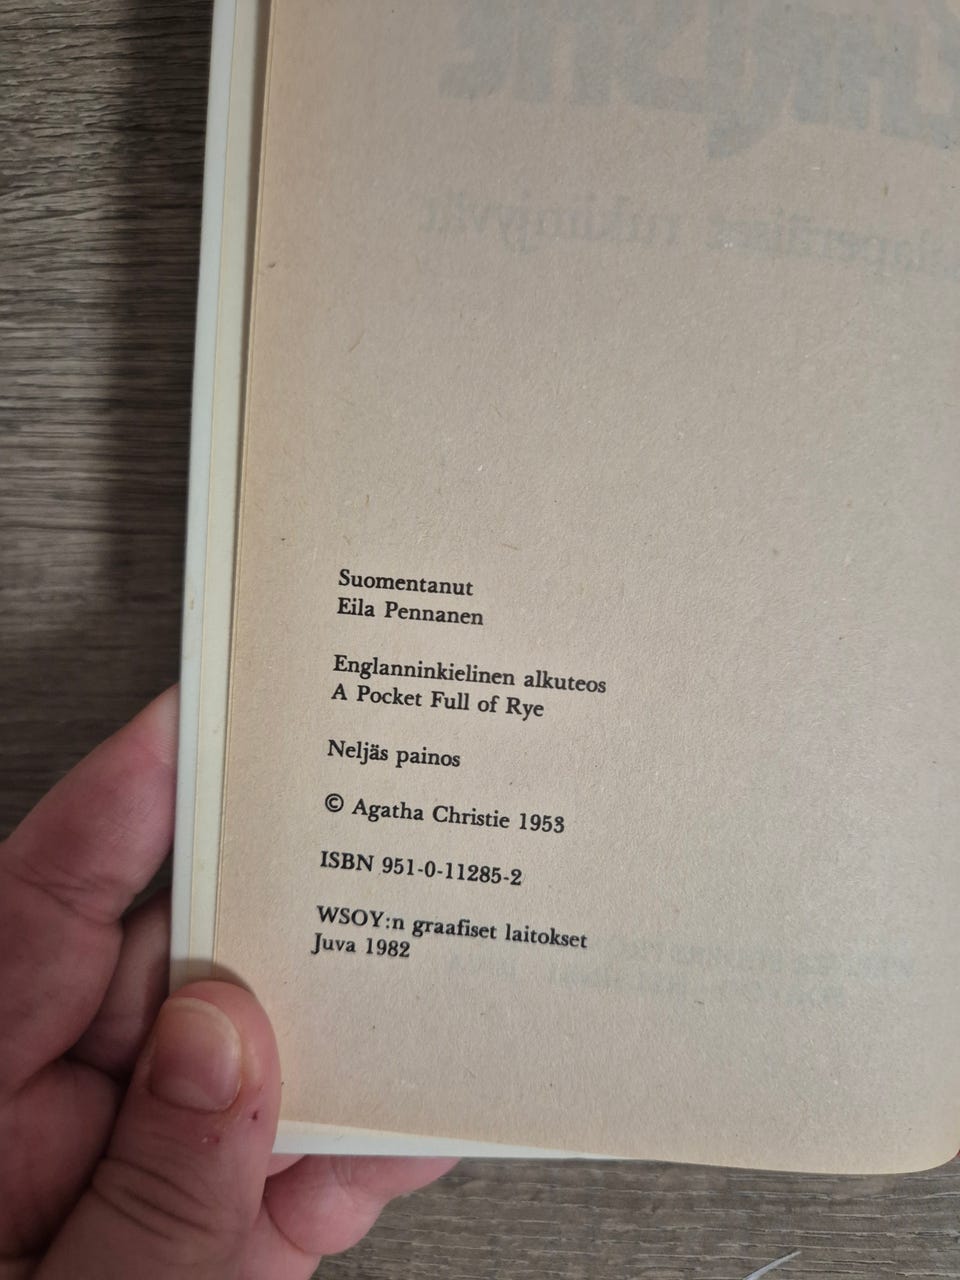 Suomentanut
Eila Pennanen
Englanninkielinen alkuteos
A Pocket Full of Rye
Neljäs painos
© Agatha Christie 1953
ISBN 951-0-11285-2
WSOY:n graafiset laitokset
Juva 1982